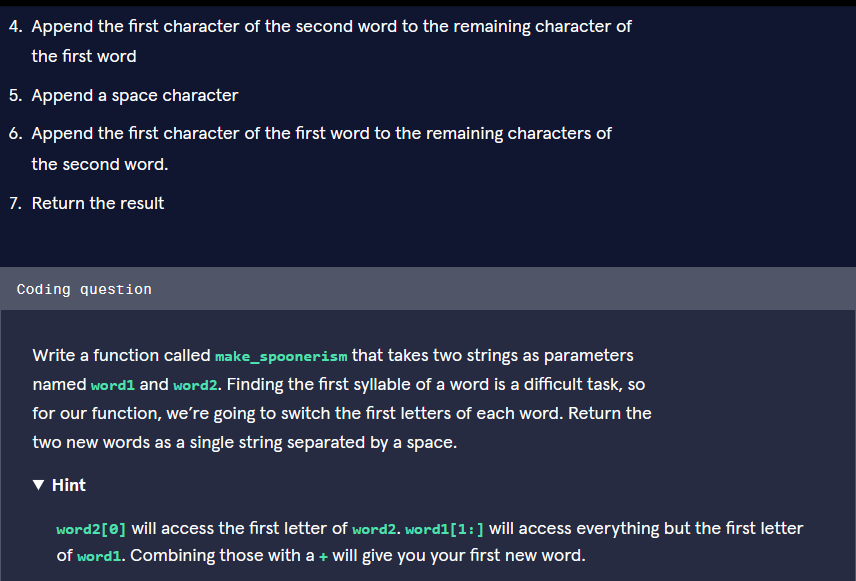 4. Append the first character of the second word to the remaining character of
the first word
5. Append a space character
6. Append the first character of the first word to the remaining characters of
the second word.
7. Return the result
Coding question
Write a function called make_spoonerism that takes two strings as parameters
named word1 and word2. Finding the first syllable of a word is a difficult task, so
for our function, we’re going to switch the first letters of each word. Return the
two new words as a single string separated by a space.
▼ Hint
word2[0] will access the first letter of word2. word1[1:] will access everything but the first letter
of word1. Combining those with a + will give you your first new word.